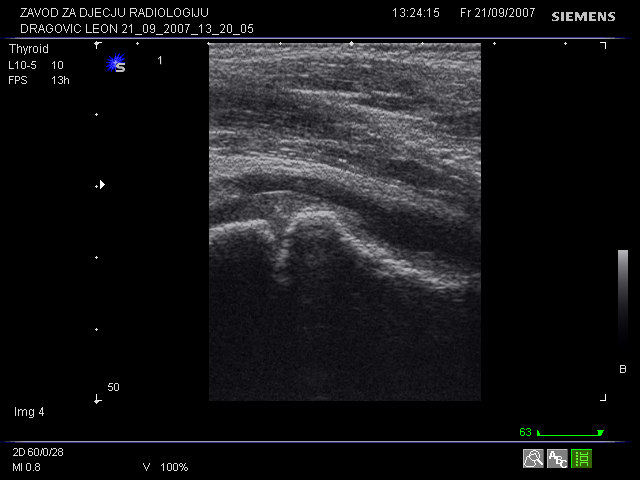 ZAVOD ZA DJECJU RADIOLOGIJU 13:24:15 Fr 21/09/2007 SIEMENS
DRAGOVIC LEON 21_09_2007_13_20_05
Thyroid
L10-5 10
FPS 13h
S
1
50
B
Img 4
63
2D 60/0/28
MI 0.8 V 100%
ABC